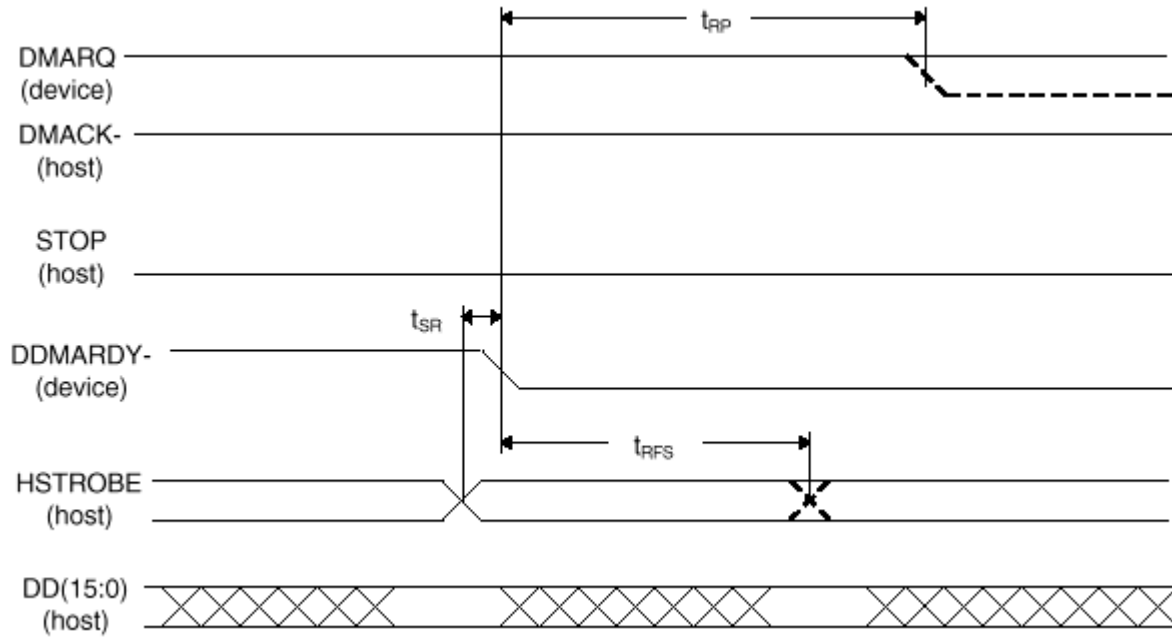 tRP
DMARQ
(device)
DMACK-
(host)
STOP
(host)
tSR
DDMARDY-
(device)
tRFS
HSTROBE
(host)
DD(15:0)
(host)